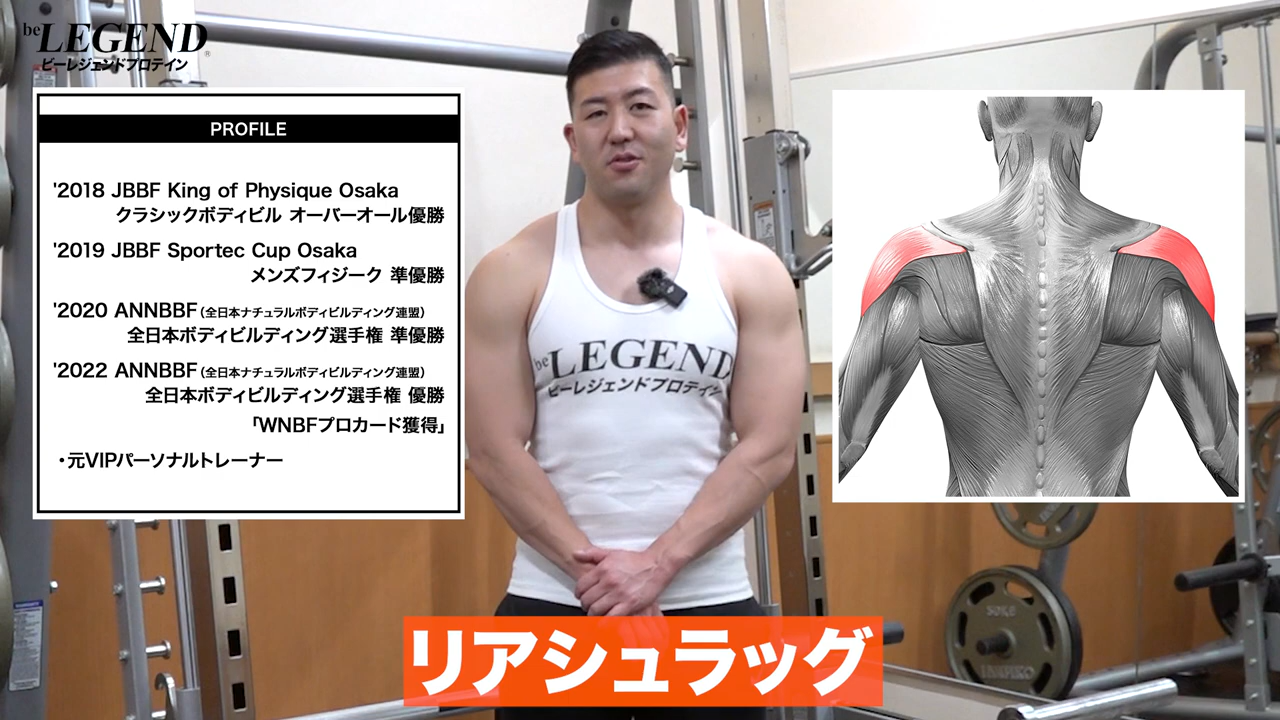 be LEGEND
ビーレジェンドプロテイン
PROFILE
'2018 JBBF King of Physique Osaka
クラシックボディビル オーバーオール優勝
'2019 JBBF Sportec Cup Osaka
メンズフィジーク 準優勝
'2020 ANNBBF(全日本ナチュラルボディビルディング連盟)
全日本ボディビルディング選手権 準優勝
'2022 ANNBBF(全日本ナチュラルボディビルディング連盟)
全日本ボディビルディング選手権 優勝
「WNBFプロカード獲得」
・元VIPパーソナルトレーナー
be LEGEND
ビーレジェンドプロテイン
リアシュラッグ